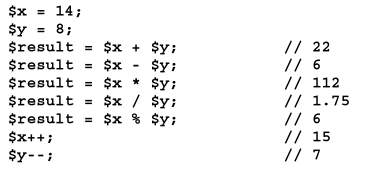 $x = 14;
$y = 8;
$result = $x + $y; // 22
$result = $x - $y; // 6
$result = $x * $y; // 112
$result = $x / $y; // 1.75
$result = $x % $y; // 6
$x++; // 15
$y--; // 7